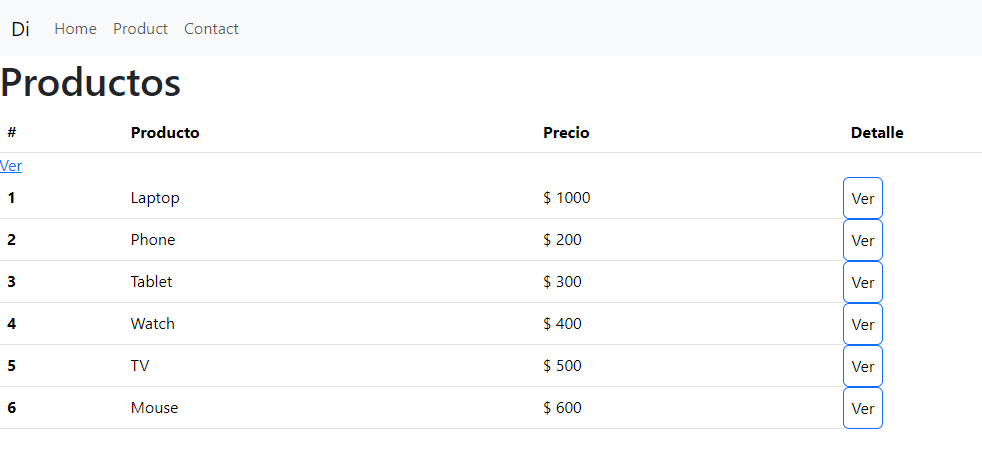 Di Home Product Contact
Productos
# Producto Precio Detalle
Ver
1 Laptop $ 1000 Ver
2 Phone $ 200 Ver
3 Tablet $ 300 Ver
4 Watch $ 400 Ver
5 TV $ 500 Ver
6 Mouse $ 600 Ver